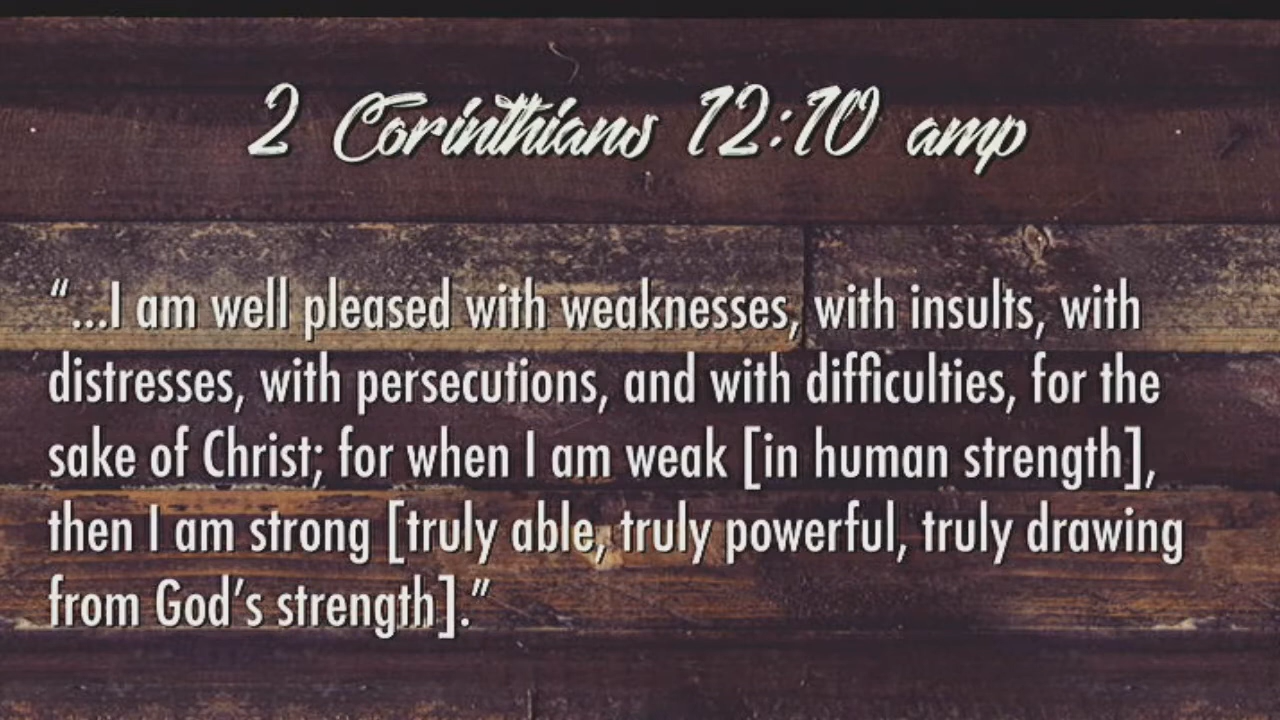 2 Corinthians 12:10 amp
“...I am well pleased with weaknesses, with insults, with
distresses, with persecutions, and with difficulties, for the
sake of Christ; for when I am weak [in human strength],
then I am strong [truly able, truly powerful, truly drawing
from God’s strength].”